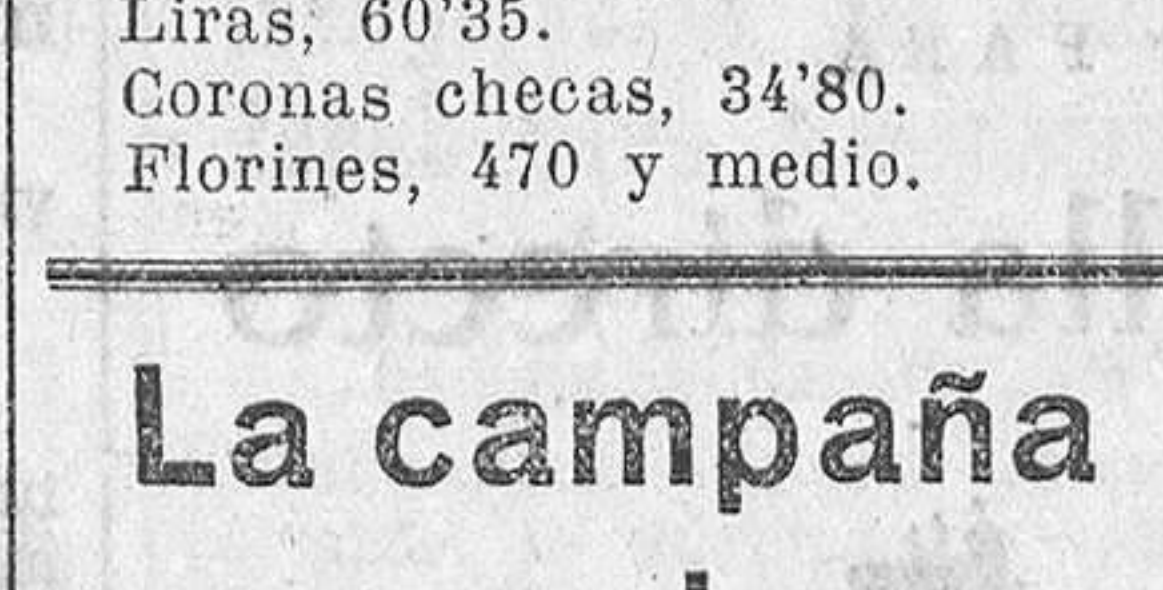 Liras, 60'35.
Coronas checas, 34'80.
Florines, 470 y medio.
La campaña